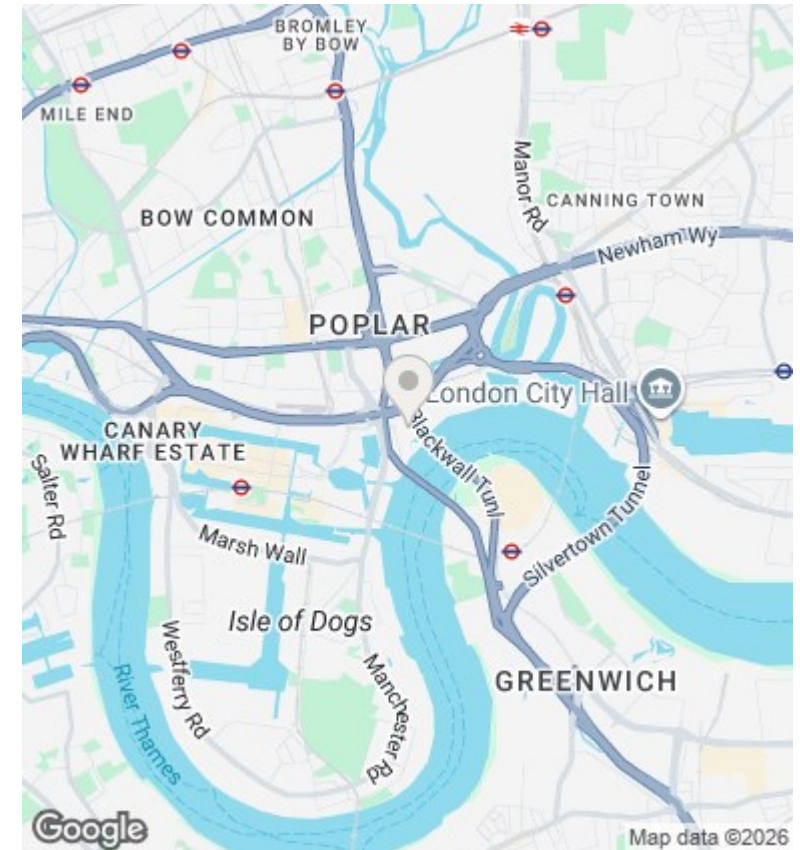 BROMLEY
BY BOW
MILE END
Manor Rd
CANNING TOWN
BOW COMMON
Newham Wy
POPLAR
London City Hall
Blackwall Tunl
CANARY
WHARF ESTATE
Salter Rd
Marsh Wall
Silvertown Tunnel
Isle of Dogs
Westferry Rd
Manchester Rd
River Thames
GREENWICH
Google
Map data ©2026